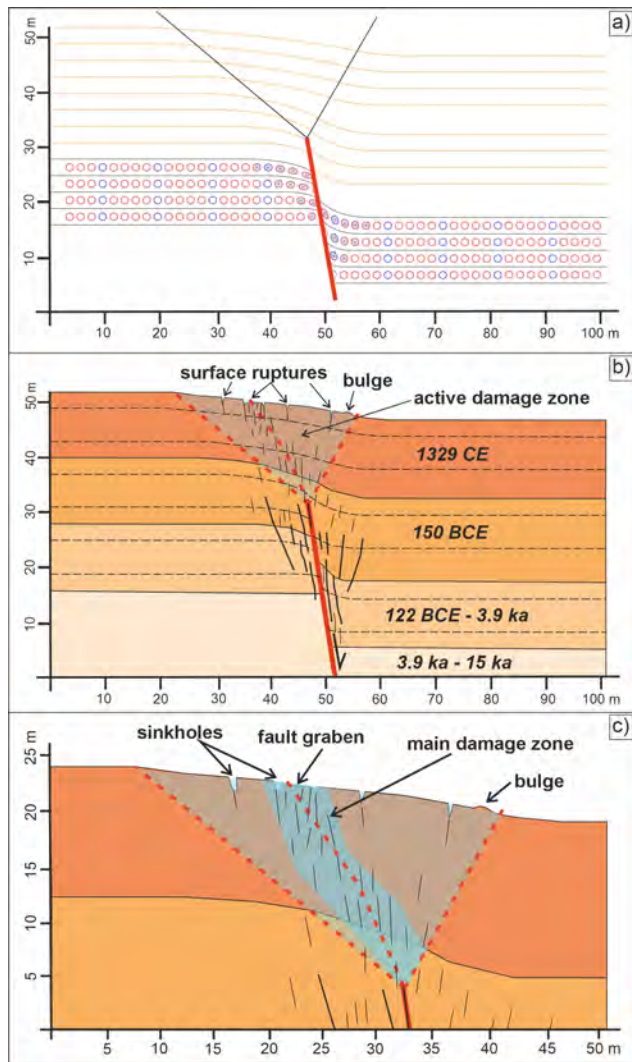 a)
50 m
40
30
20
10
10 20 30 40 50 60 70 80 90 100 m
b)
surface ruptures
bulge
active damage zone
50 m
40
30
20
10
1329 CE
150 BCE
122 BCE - 3.9 ka
3.9 ka - 15 ka
10 20 30 40 50 60 70 80 90 100 m
c)
sinkholes
fault graben
main damage zone
bulge
25 m
20
15
10
5
5 10 15 20 25 30 35 40 45 50 m